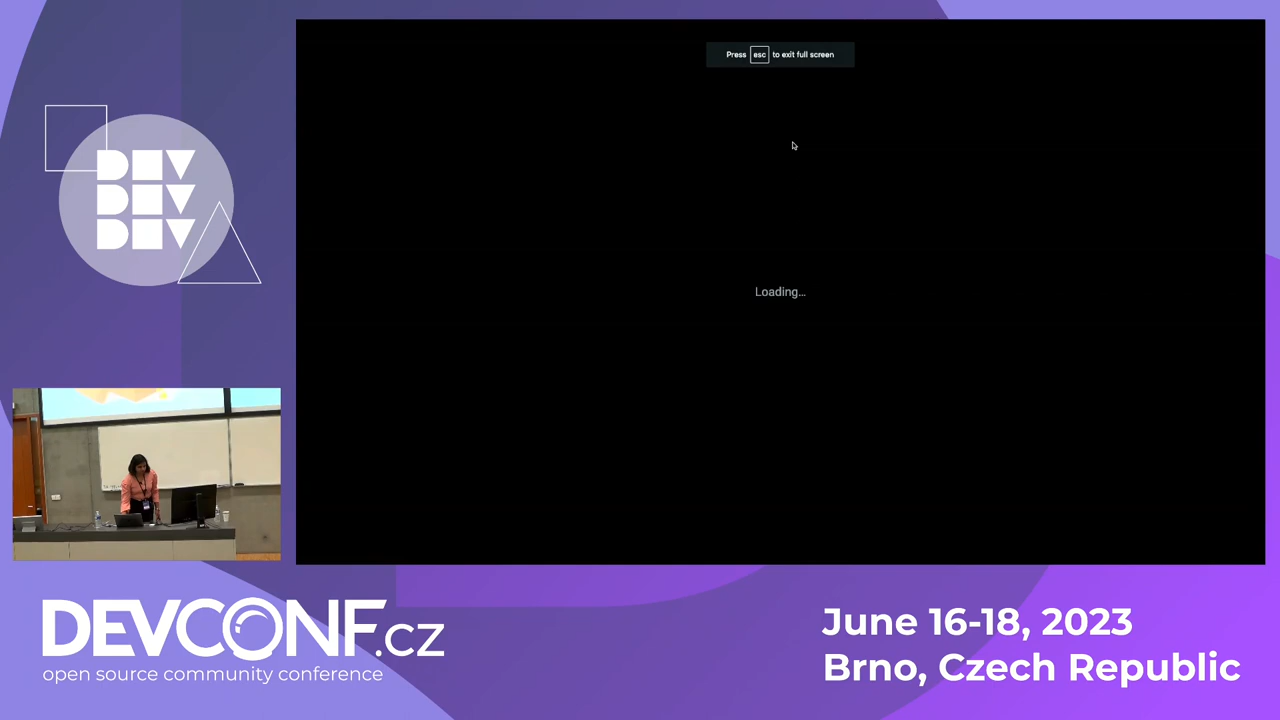 Press esc to exit full screen
DEV
DEV
DEV
Loading...
DEVCONF.cz
open source community conference
June 16-18, 2023
Brno, Czech Republic